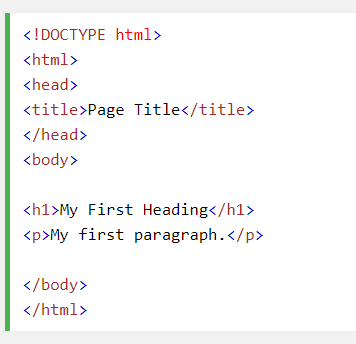 <!DOCTYPE html>
<html>
<head>
<title>Page Title</title>
</head>
<body>
<h1>My First Heading</h1>
<p>My first paragraph.</p>
</body>
</html>